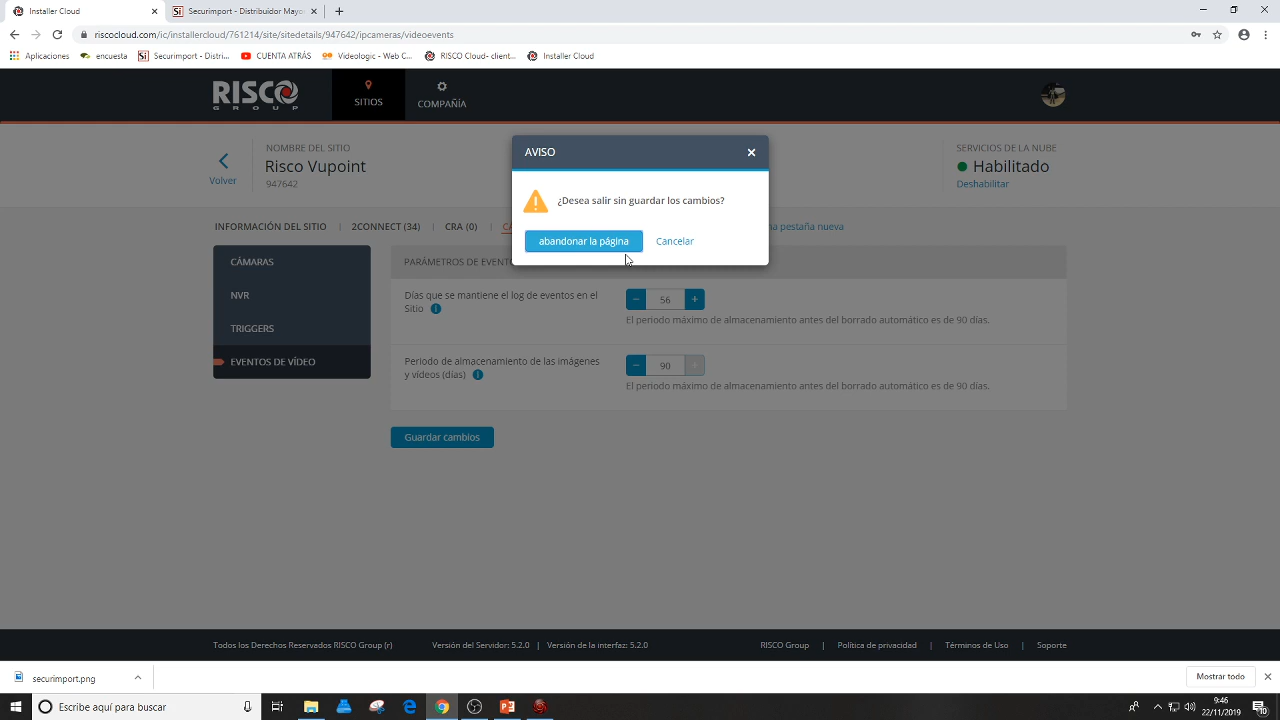 Installer Cloud
Securimport - Distribuidor Mayo
riscocloud.com/ic/installercloud/761214/site/sitedetails/947642/ipcameras/videoevents
Aplicaciones encuesta Securimport - Distri... CUENTA ATRÁS Videologic - Web C... RISCO Cloud- client... Installer Cloud
RISCO
GROUP
SITIOS
COMPAÑÍA
Volver
NOMBRE DEL SITIO
Risco Vupoint
947642
SERVICIOS DE LA NUBE
Habilitado
Deshabilitar
AVISO
¿Desea salir sin guardar los cambios?
abandonar la página Cancelar
INFORMACIÓN DEL SITIO | 2CONNECT (34) | CRA (0) | pestaña nueva
CÁMARAS
NVR
TRIGGERS
EVENTOS DE VÍDEO
PARÁMETROS DE EVENT
Días que se mantiene el log de eventos en el
Sitio
− 56 +
El periodo máximo de almacenamiento antes del borrado automático es de 90 días.
Periodo de almacenamiento de las imágenes
y vídeos (días)
− 90 +
El periodo máximo de almacenamiento antes del borrado automático es de 90 días.
Guardar cambios
Todos los Derechos Reservados RISCO Group (r) Versión del Servidor: 5.2.0 | Versión de la interfaz: 5.2.0 RISCO Group | Política de privacidad | Términos de Uso | Soporte
securimport.png
Mostrar todo
Escribe aquí para buscar
9:46
22/11/2019